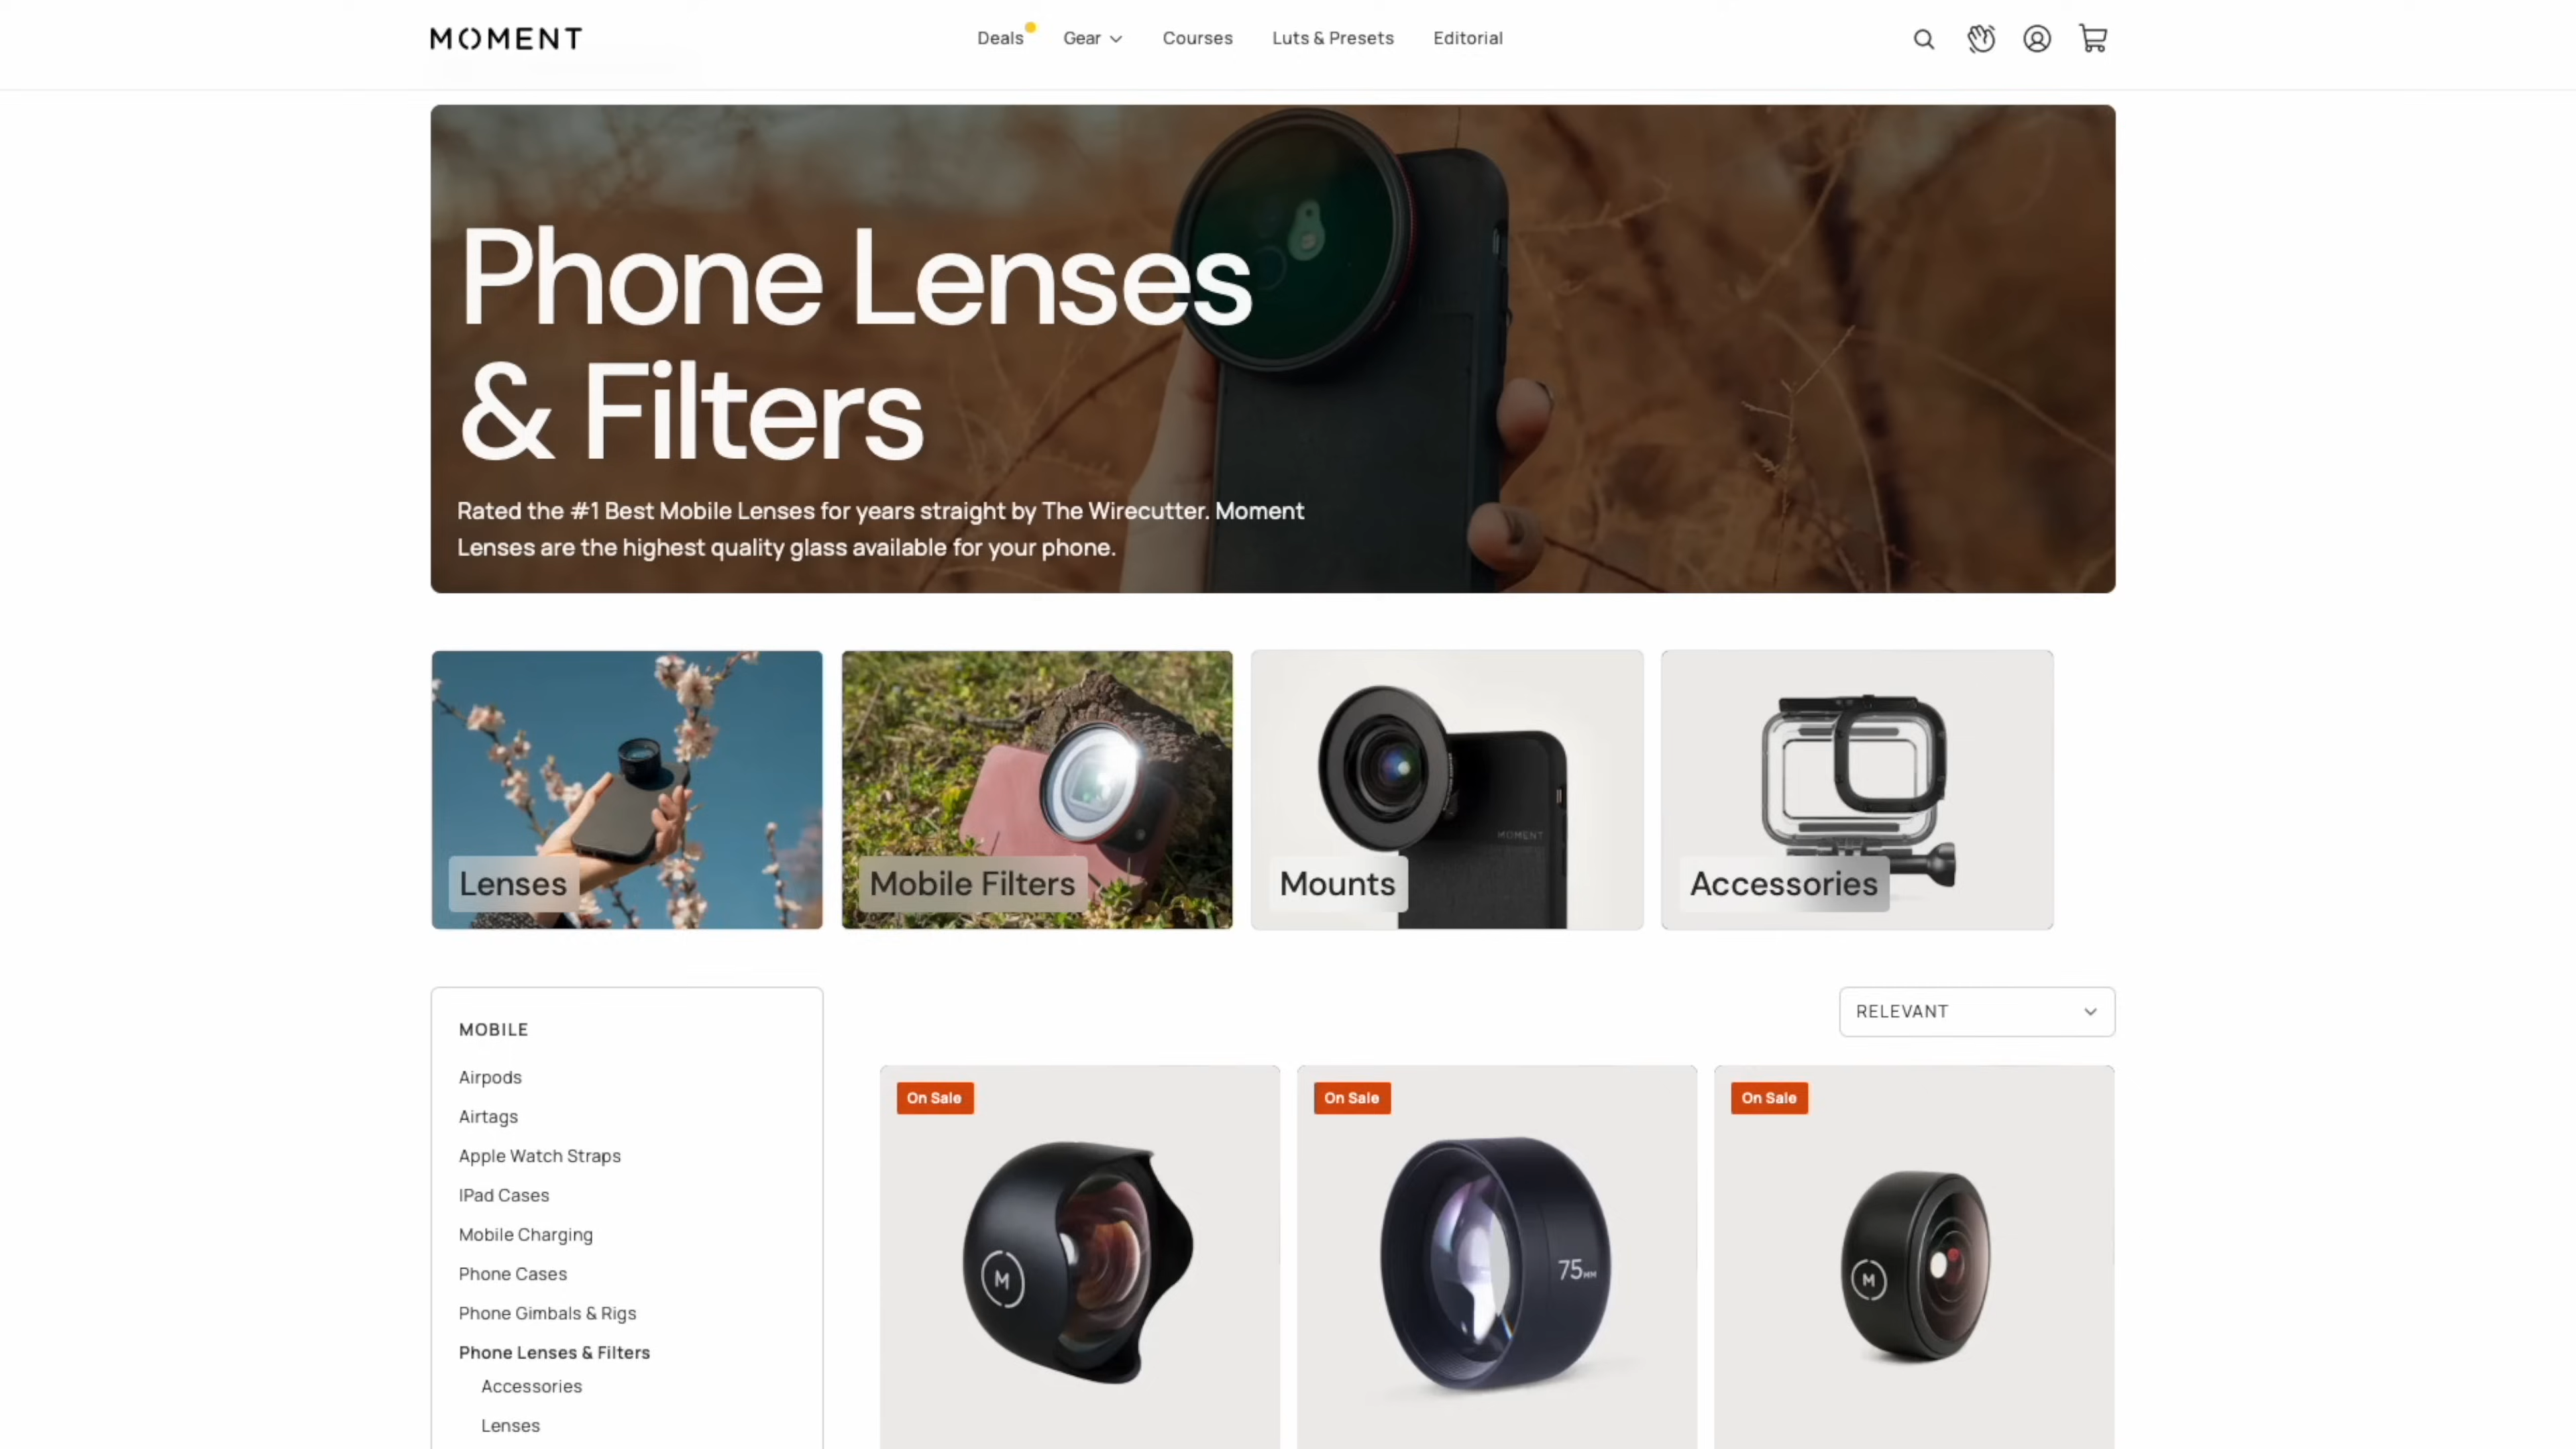 MOMENT
Deals
Gear
Courses
Luts & Presets
Editorial
Phone Lenses
& Filters
Rated the #1 Best Mobile Lenses for years straight by The Wirecutter. Moment
Lenses are the highest quality glass available for your phone.
Lenses
Mobile Filters
MOMENT
Mounts
Accessories
MOBILE
Airpods
Airtags
Apple Watch Straps
IPad Cases
Mobile Charging
Phone Cases
Phone Gimbals & Rigs
Phone Lenses & Filters
Accessories
Lenses
RELEVANT
On Sale
M
On Sale
75MM
On Sale
M